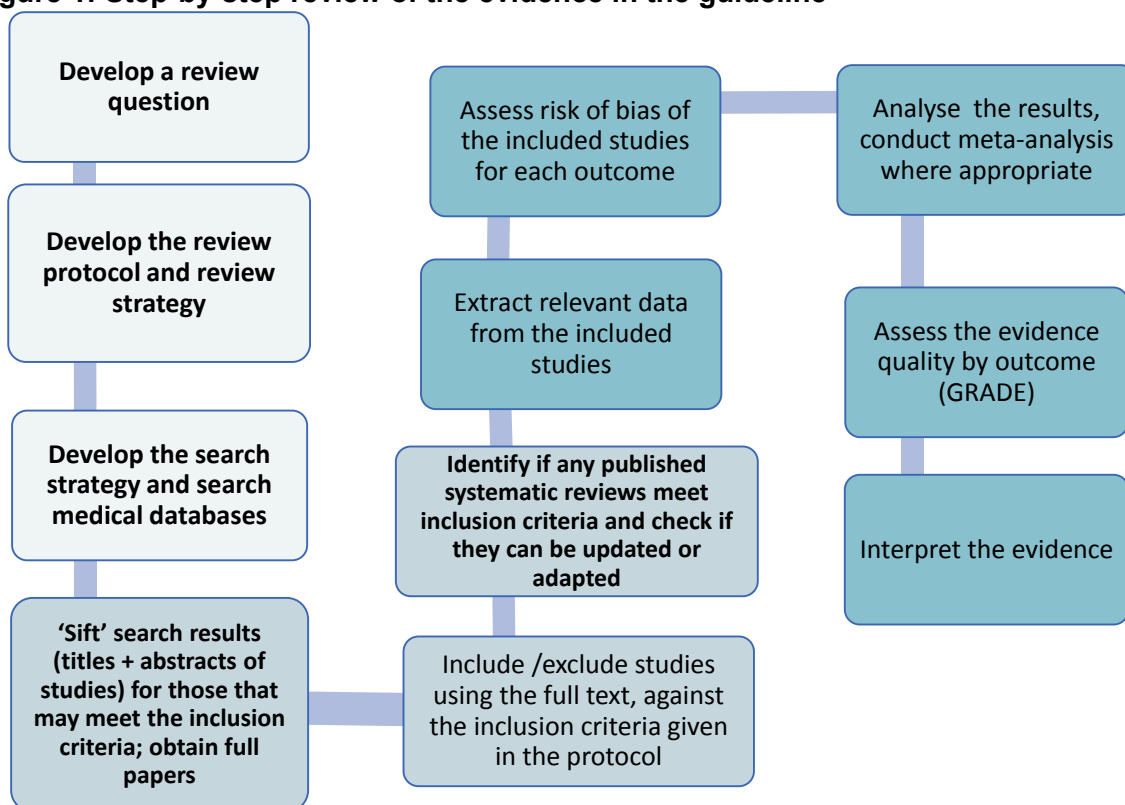 Figure 1: Step-by-step review of the evidence in the guideline
Develop a review
question
Develop the review
protocol and review
strategy
Develop the search
strategy and search
medical databases
‘Sift’ search results
(titles + abstracts of
studies) for those that
may meet the inclusion
criteria; obtain full
papers
Include /exclude studies
using the full text, against
the inclusion criteria given
in the protocol
Identify if any published
systematic reviews meet
inclusion criteria and check if
they can be updated or
adapted
Extract relevant data
from the included
studies
Assess risk of bias of
the included studies
for each outcome
Analyse the results,
conduct meta-analysis
where appropriate
Assess the evidence
quality by outcome
(GRADE)
Interpret the evidence